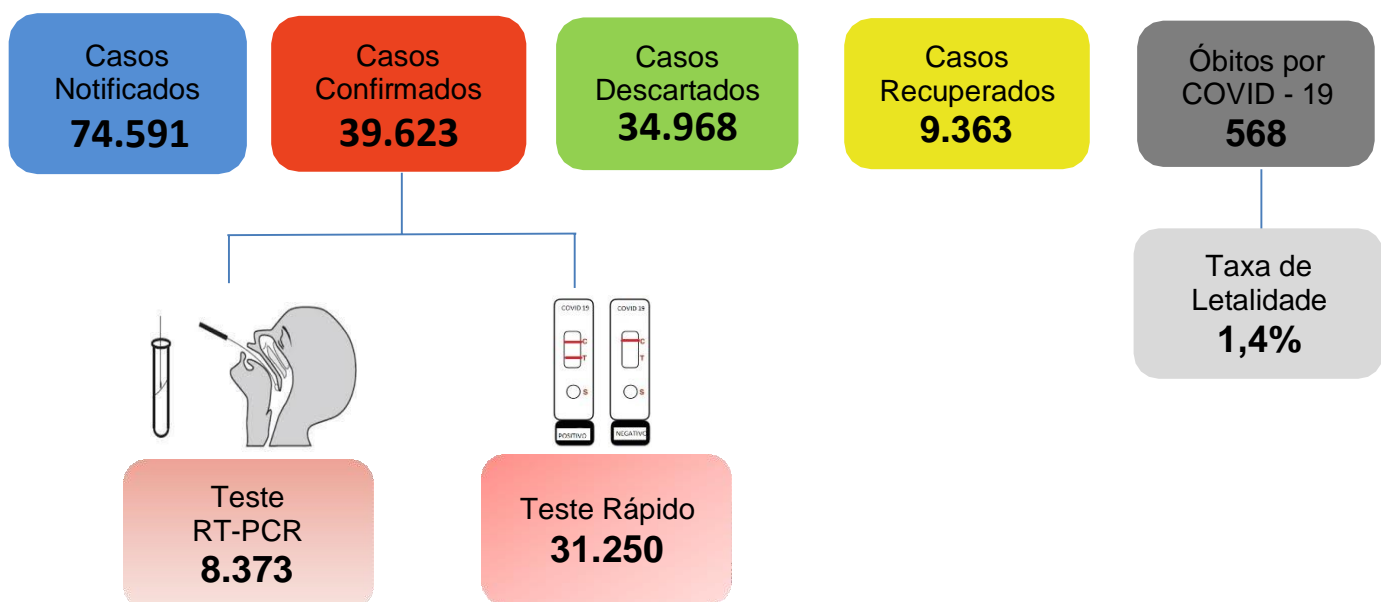 Casos
Notificados
74.591
Casos
Confirmados
39.623
Casos
Descartados
34.968
Casos
Recuperados
9.363
Óbitos por
COVID - 19
568
Taxa de
Letalidade
1,4%
COVID 19
C
T
S
POSITIVO
COVID 19
C
T
S
NEGATIVO
Teste
RT-PCR
8.373
Teste Rápido
31.250